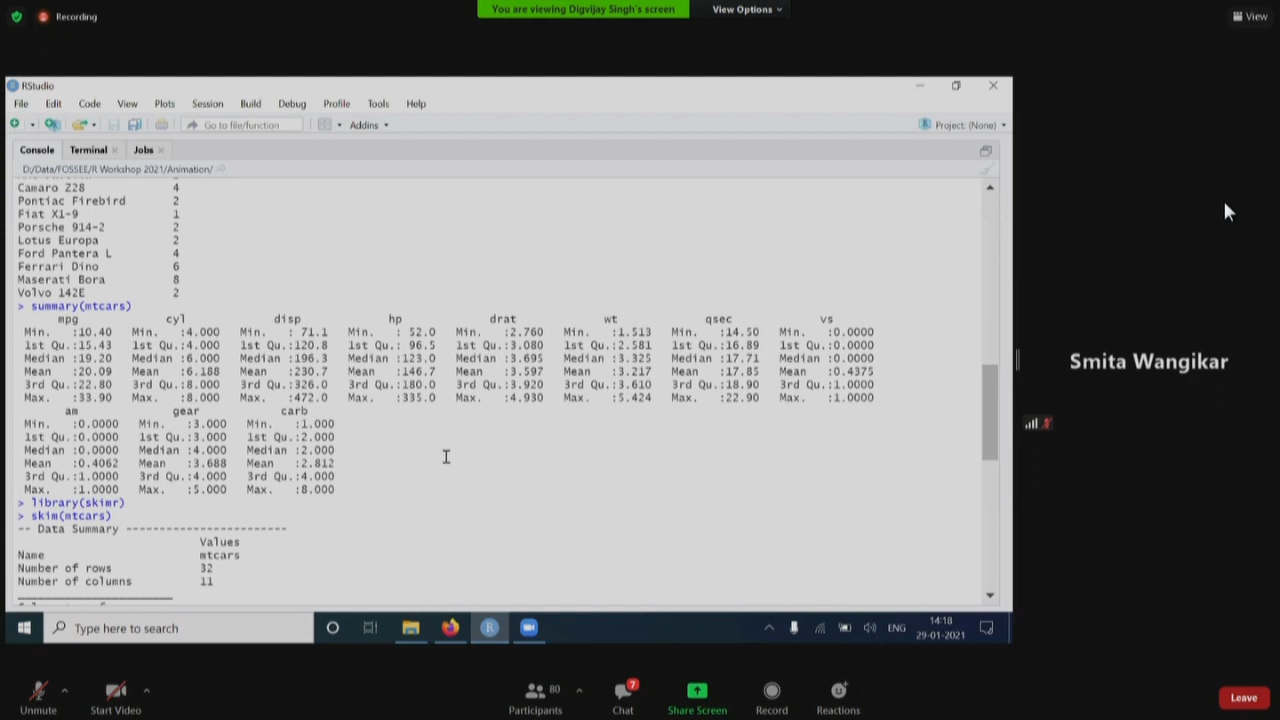 Recording
You are viewing Digvijay Singh's screen
View Options
View
RStudio
File Edit Code View Plots Session Build Debug Profile Tools Help
Go to file/function
Addins
Project: (None)
Console Terminal Jobs
D:/Data/FOSSEE/R Workshop 2021/Animation/
Camaro Z28 4
Pontiac Firebird 2
Fiat X1-9 1
Porsche 914-2 2
Lotus Europa 2
Ford Pantera L 4
Ferrari Dino 6
Maserati Bora 8
Volvo 142E 2
> summary(mtcars)
mpg cyl disp hp drat wt qsec vs
Min. :10.40 Min. :4.000 Min. : 71.1 Min. : 52.0 Min. :2.760 Min. :1.513 Min. :14.50 Min. :0.0000
1st Qu.:15.43 1st Qu.:4.000 1st Qu.:120.8 1st Qu.: 96.5 1st Qu.:3.080 1st Qu.:2.581 1st Qu.:16.89 1st Qu.:0.0000
Median :19.20 Median :6.000 Median :196.3 Median :123.0 Median :3.695 Median :3.325 Median :17.71 Median :0.0000
Mean :20.09 Mean :6.188 Mean :230.7 Mean :146.7 Mean :3.597 Mean :3.217 Mean :17.85 Mean :0.4375
3rd Qu.:22.80 3rd Qu.:8.000 3rd Qu.:326.0 3rd Qu.:180.0 3rd Qu.:3.920 3rd Qu.:3.610 3rd Qu.:18.90 3rd Qu.:1.0000
Max. :33.90 Max. :8.000 Max. :472.0 Max. :335.0 Max. :4.930 Max. :5.424 Max. :22.90 Max. :1.0000
am gear carb
Min. :0.0000 Min. :3.000 Min. :1.000
1st Qu.:0.0000 1st Qu.:3.000 1st Qu.:2.000
Median :0.0000 Median :4.000 Median :2.000
Mean :0.4062 Mean :3.688 Mean :2.812
3rd Qu.:1.0000 3rd Qu.:4.000 3rd Qu.:4.000
Max. :1.0000 Max. :5.000 Max. :8.000
> library(skimr)
> skim(mtcars)
-- Data Summary ------------------------
Values
Name mtcars
Number of rows 32
Number of columns 11
_______________________
Smita Wangikar
Type here to search
ENG
14:18
29-01-2021
Unmute
Start Video
80
Participants
7
Chat
Share Screen
Record
Reactions
Leave